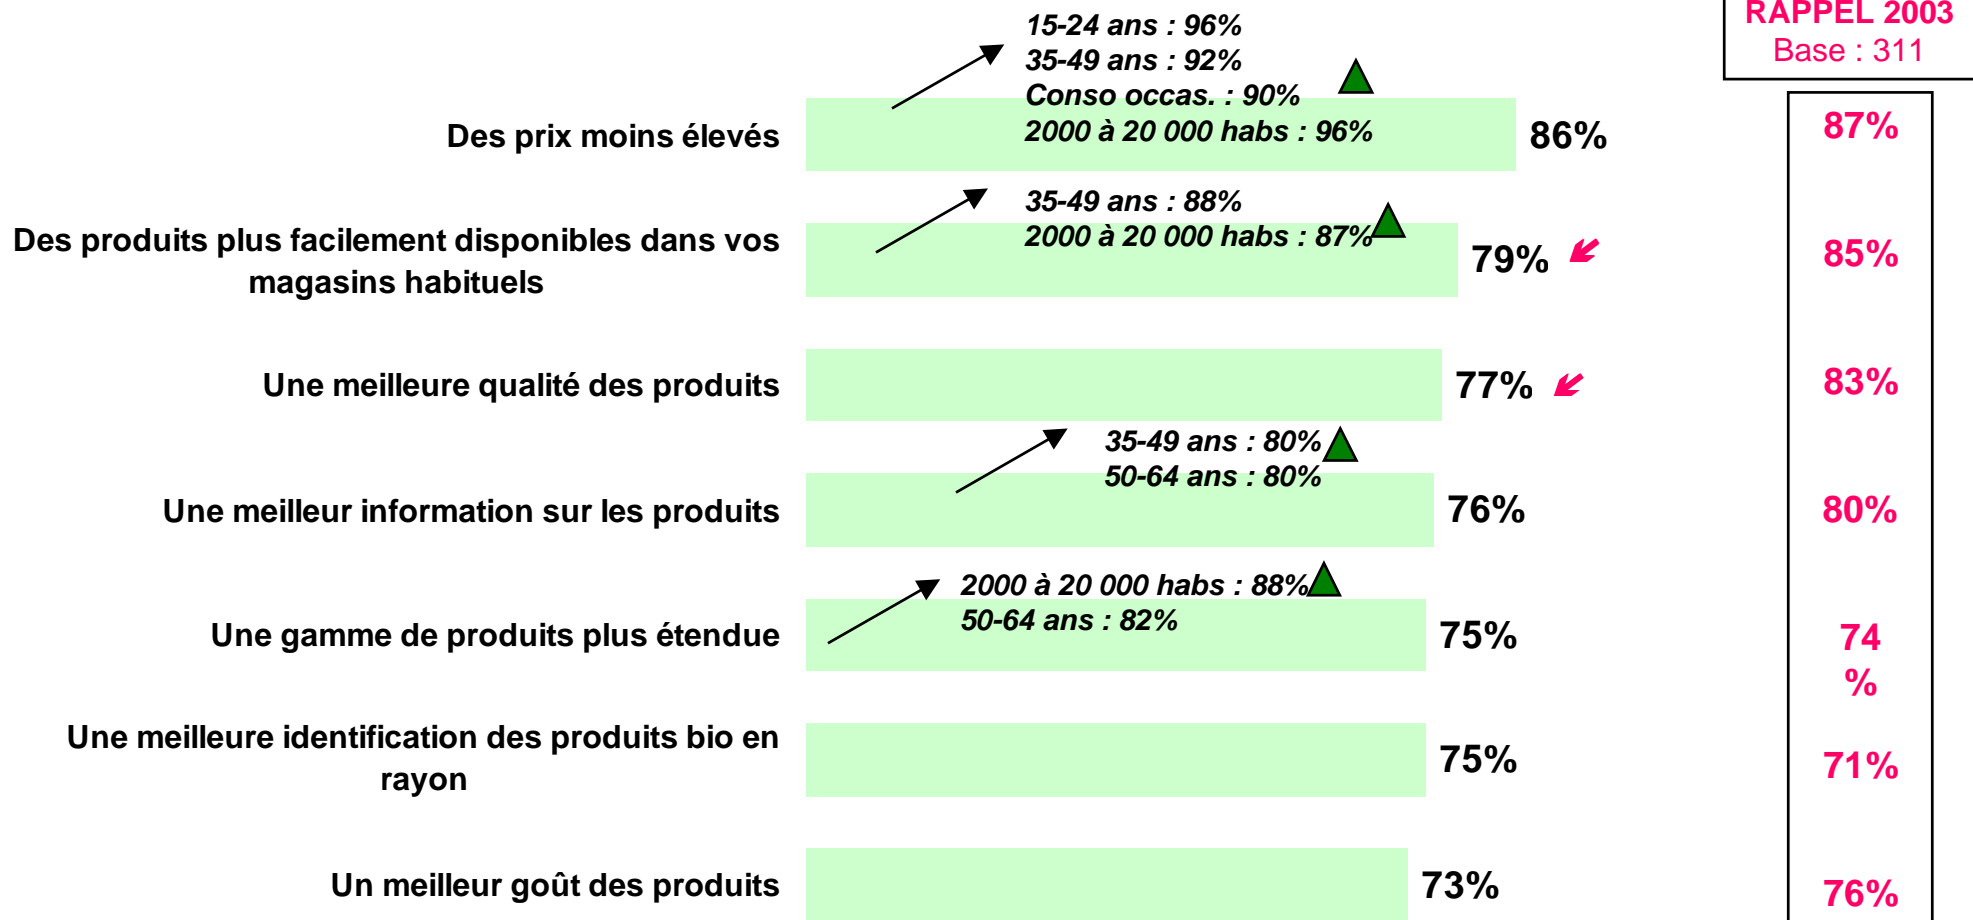 RAPPEL 2003
Base : 311
15-24 ans : 96%
35-49 ans : 92%
Conso occas. : 90%
2000 à 20 000 habs : 96%
Des prix moins élevés
86%
87%
35-49 ans : 88%
2000 à 20 000 habs : 87%
Des produits plus facilement disponibles dans vos
magasins habituels
79%
85%
Une meilleure qualité des produits
77%
83%
35-49 ans : 80%
50-64 ans : 80%
Une meilleur information sur les produits
76%
80%
2000 à 20 000 habs : 88%
50-64 ans : 82%
Une gamme de produits plus étendue
75%
74
%
Une meilleure identification des produits bio en
rayon
75%
71%
Un meilleur goût des produits
73%
76%